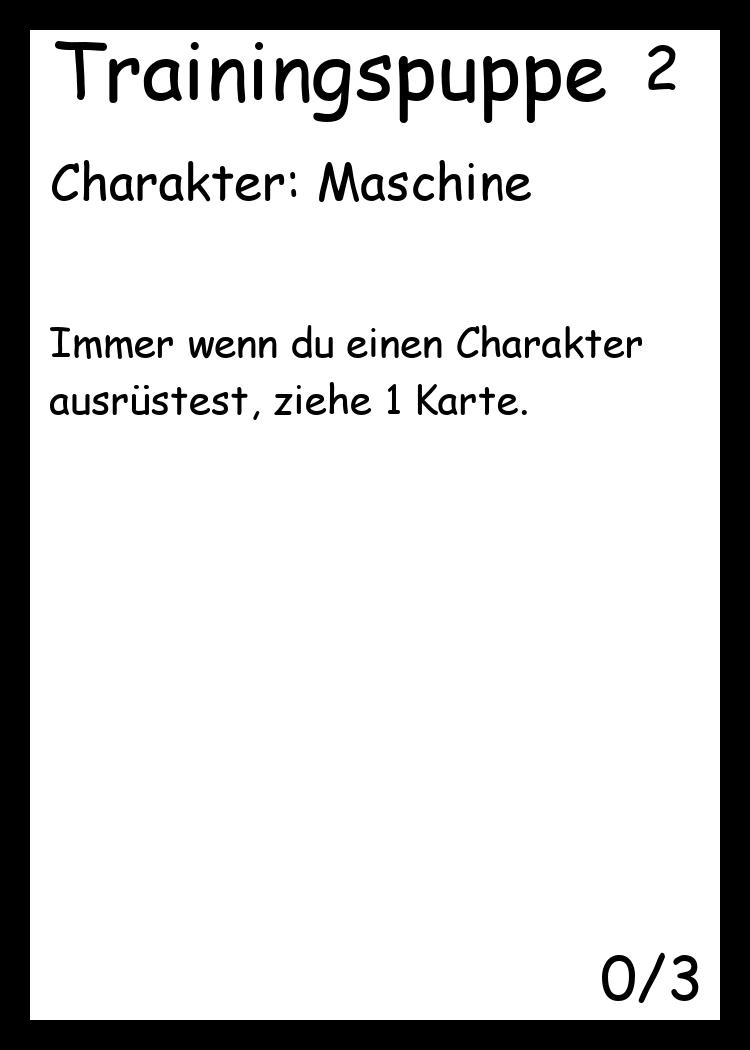 Trainingspuppe 2
Charakter: Maschine
Immer wenn du einen Charakter
ausrüstest, ziehe 1 Karte.
0/3